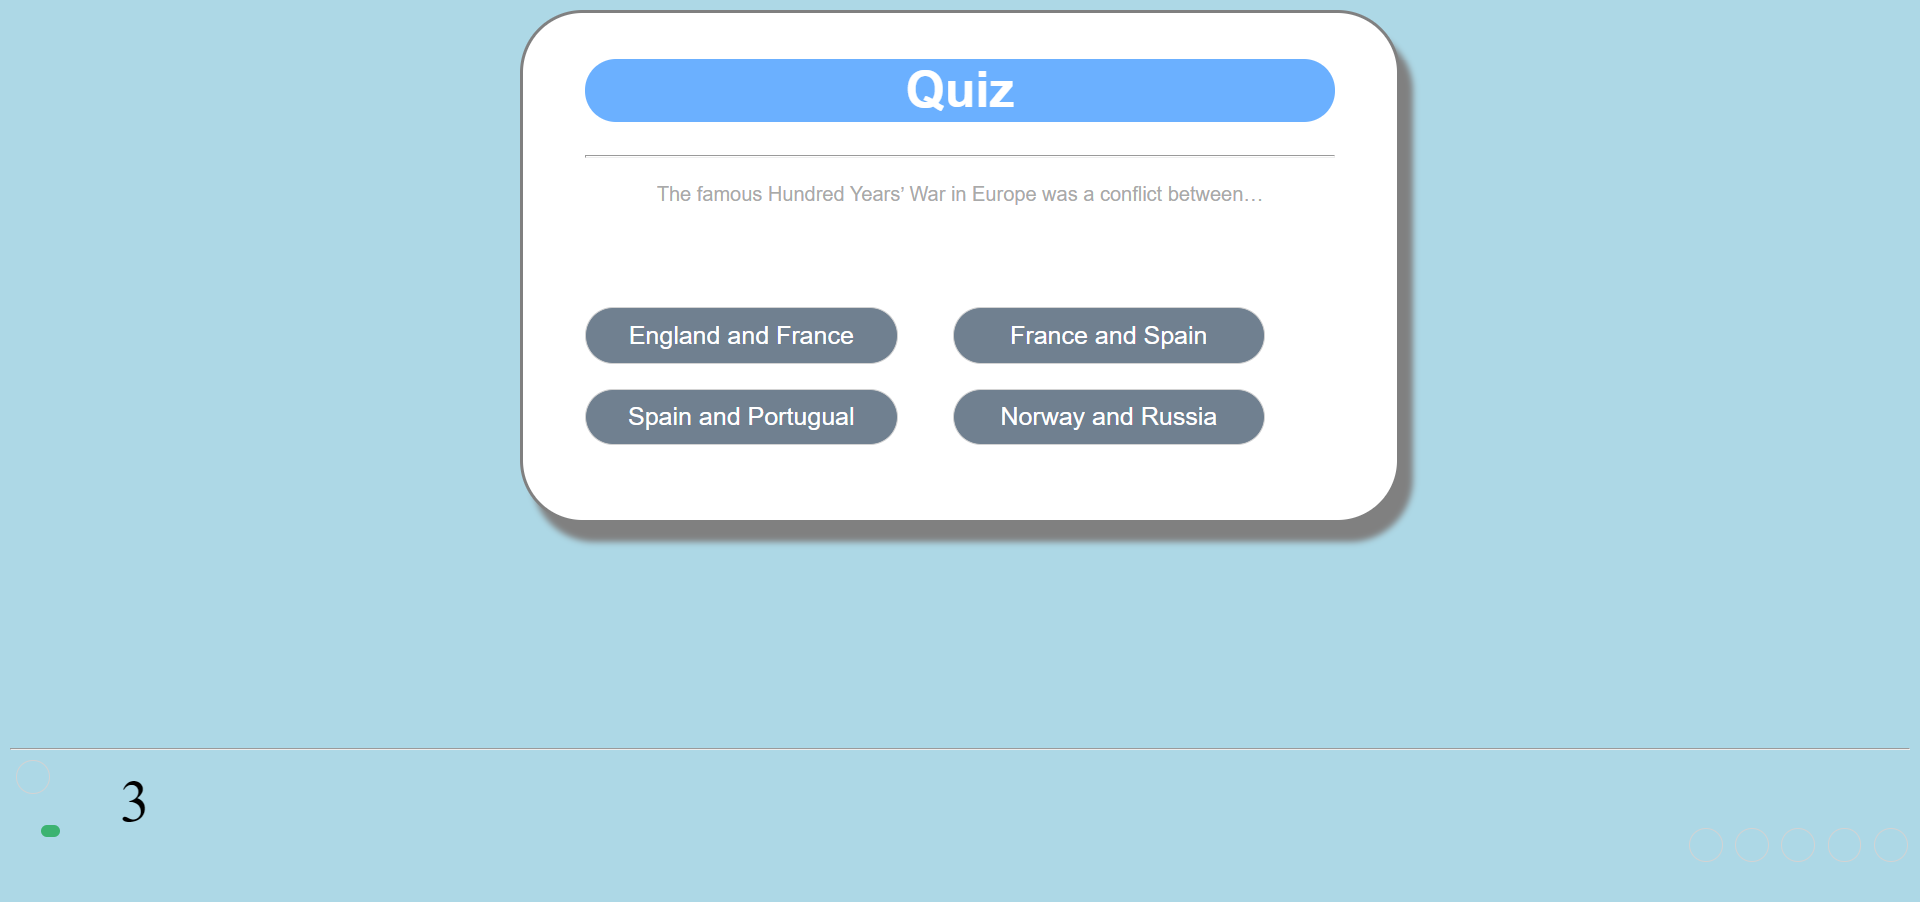 Quiz
The famous Hundred Years’ War in Europe was a conflict between…
England and France
France and Spain
Spain and Portugual
Norway and Russia
3